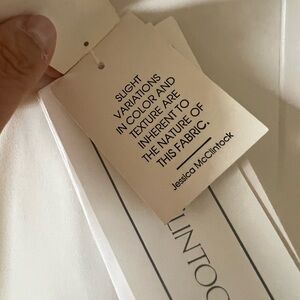 SLIGHT
VARIATIONS
IN COLOR AND
TEXTURE ARE
INHERENT TO
THE NATURE OF
THIS FABRIC.
Jessica McClintock
LINTOC